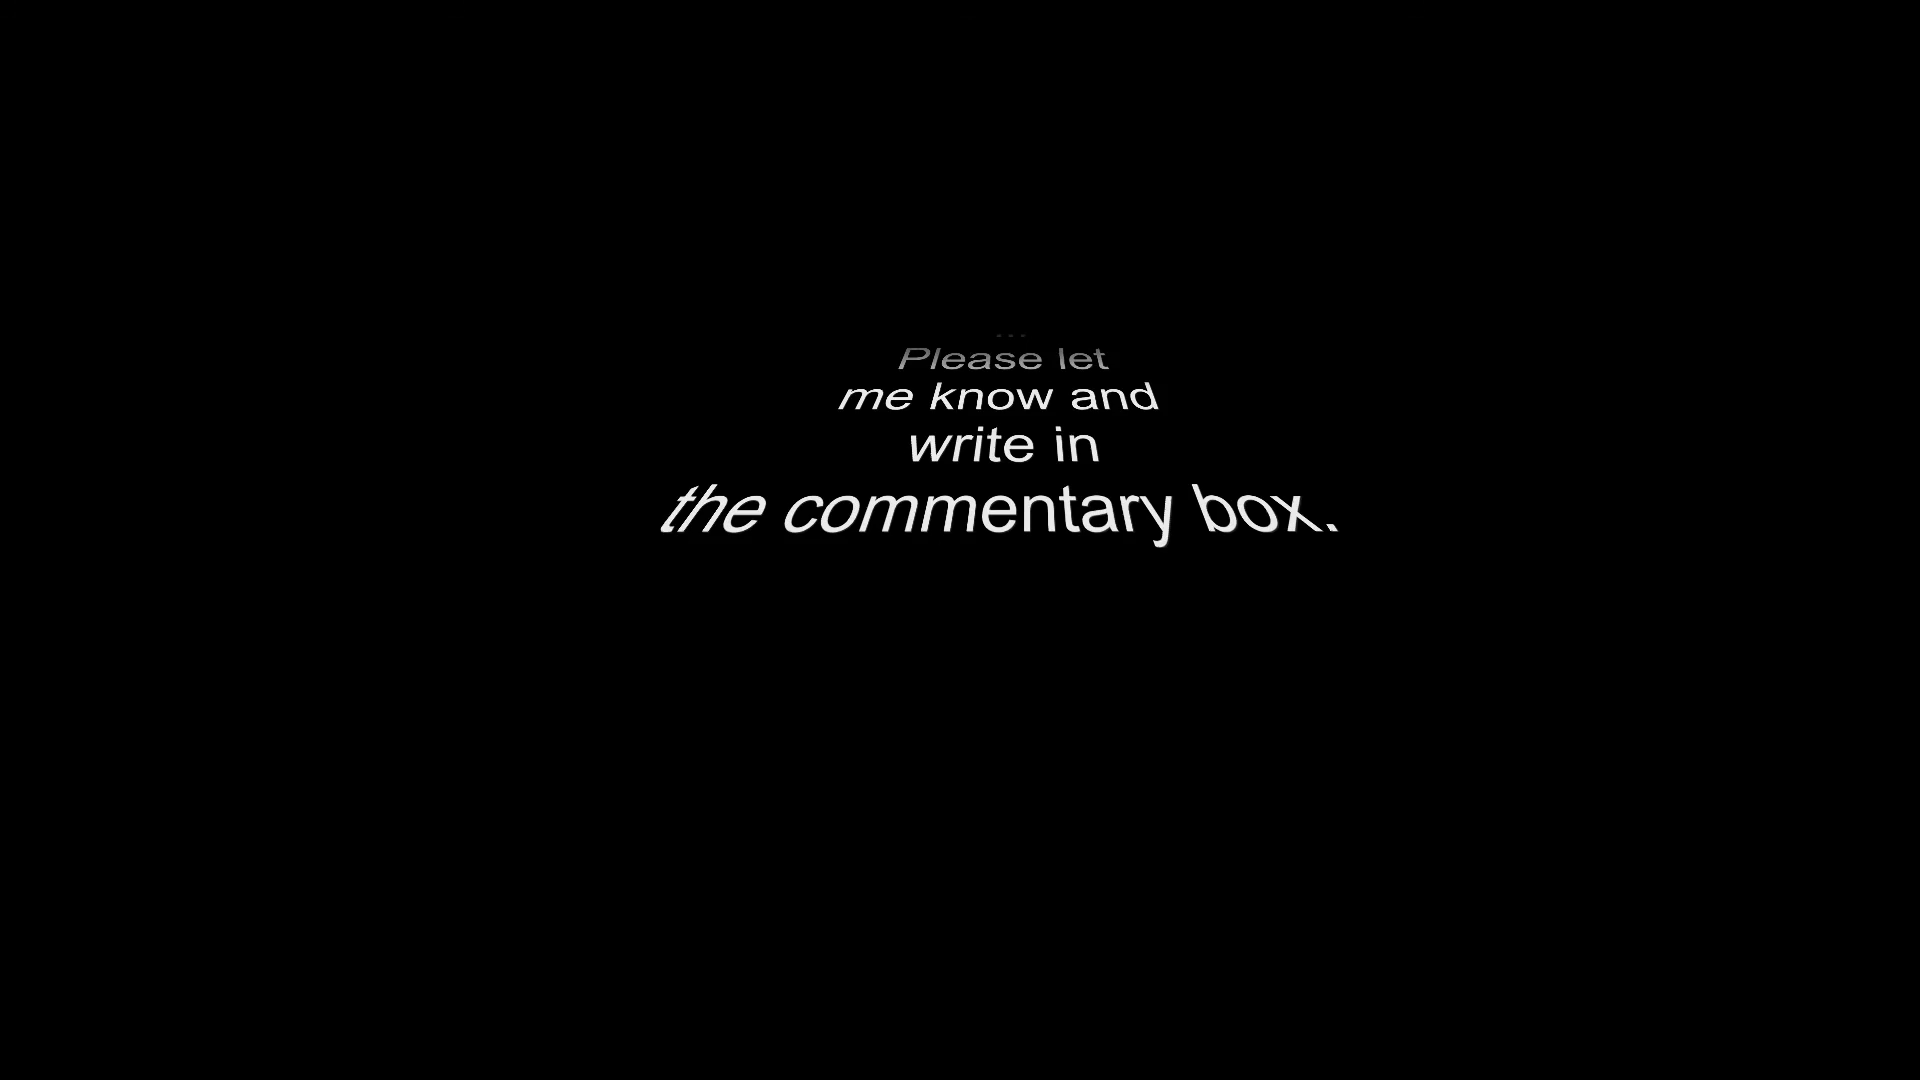 ...
Please let
me know and
write in
the commentary box.